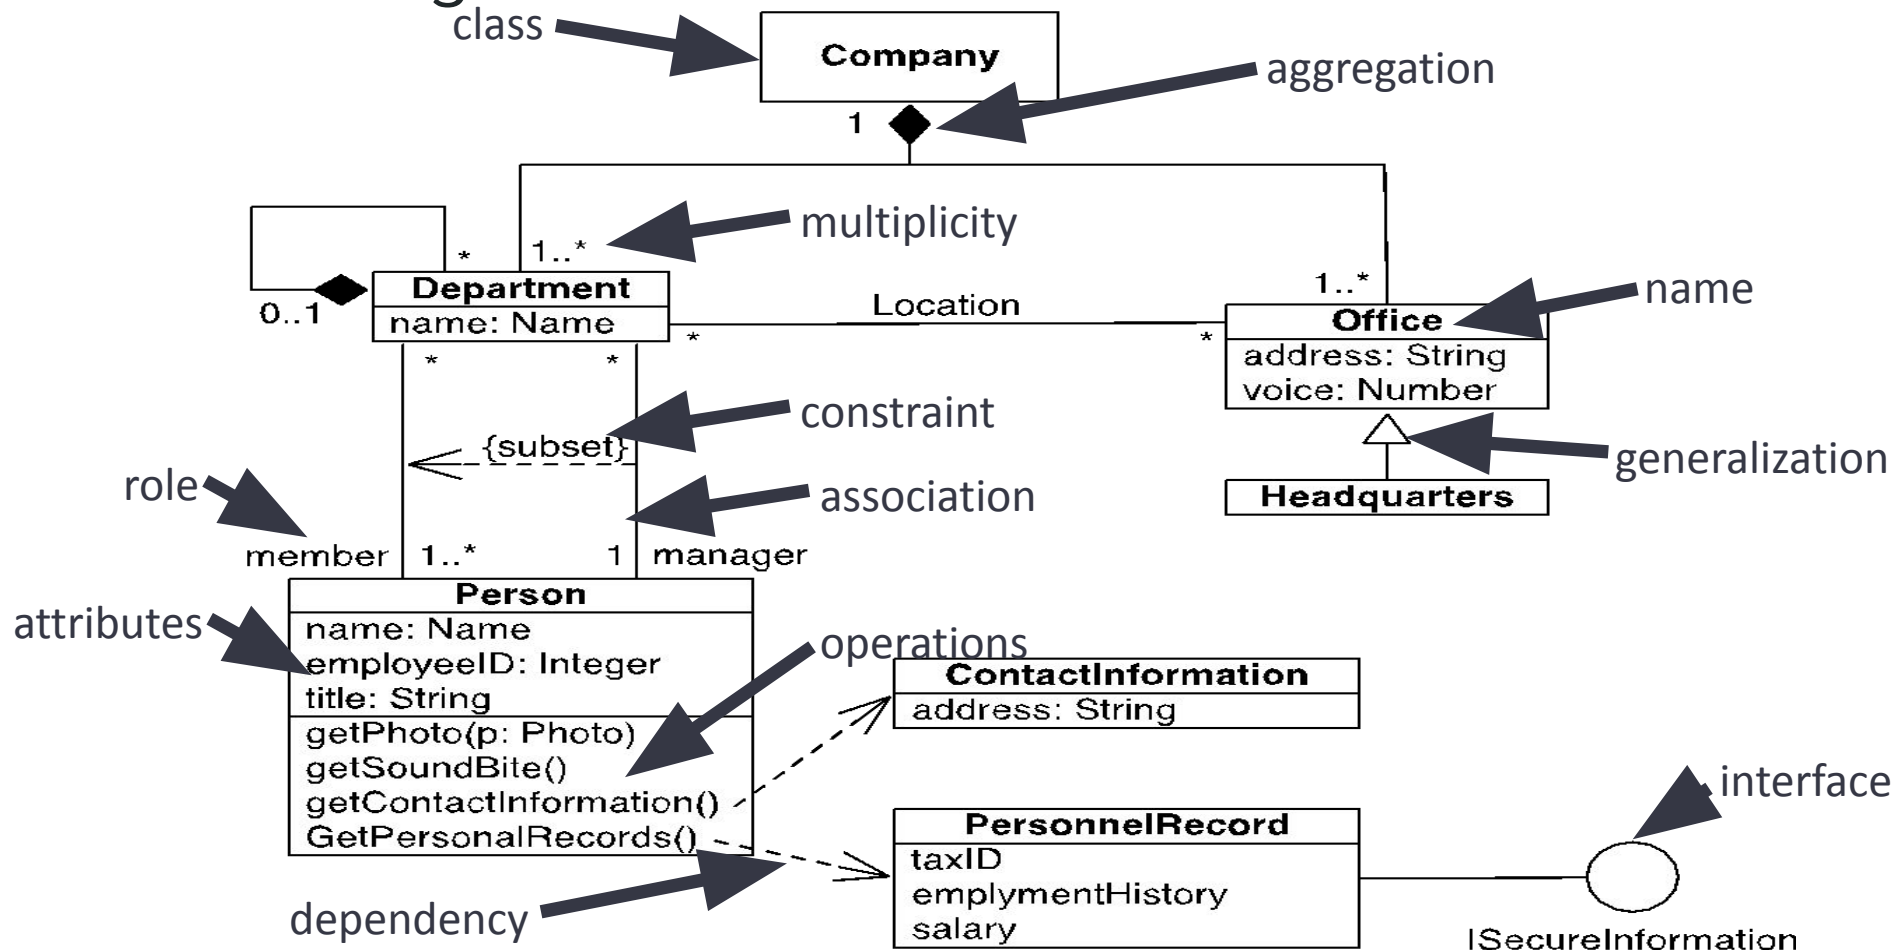 class
Company
aggregation
1
multiplicity
*
1..*
Department
0..1
name: Name
Location
1..*
name
Office
*
*
address: String
voice: Number
*
*
constraint
{subset}
generalization
role
association
Headquarters
member
1..*
1
manager
Person
attributes
name: Name
operations
employeeID: Integer
ContactInformation
title: String
address: String
getPhoto(p: Photo)
getSoundBite()
interface
getContactInformation()
PersonnelRecord
GetPersonalRecords()
taxID
emplymentHistory
dependency
salary
ISecureInformation